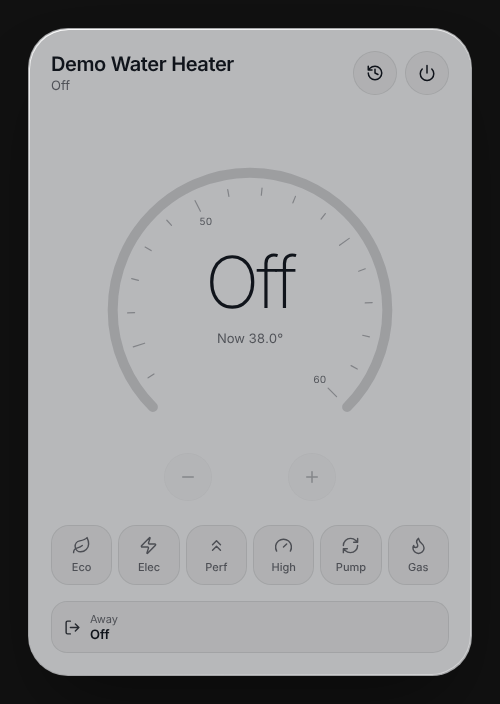 Demo Water Heater
Off
50
Off
Now 38.0°
60
Eco
Elec
Perf
High
Pump
Gas
Away
Off